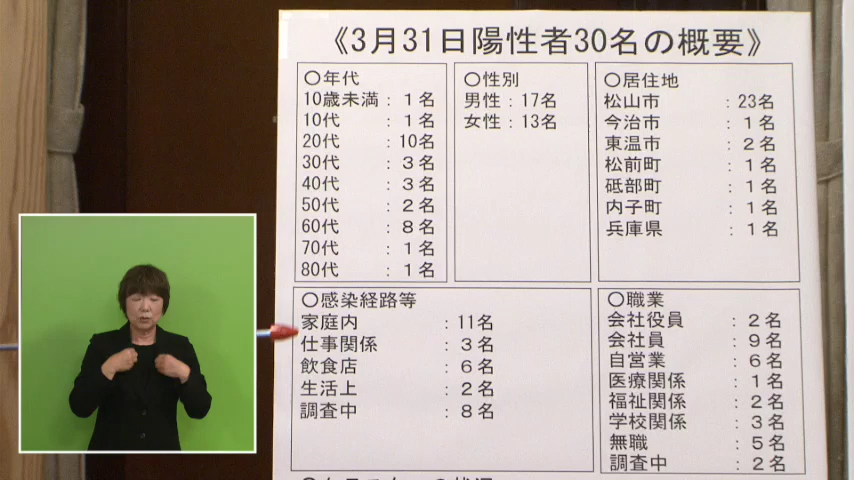 《3月31日陽性者30名の概要》
○年代
10歳未満：１名
10代：１名
20代：10名
30代：３名
40代：３名
50代：２名
60代：８名
70代：１名
80代：１名
○性別
男性：17名
女性：13名
○居住地
松山市：23名
今治市：１名
東温市：２名
松前町：１名
砥部町：１名
内子町：１名
兵庫県：１名
○感染経路等
家庭内：11名
仕事関係：３名
飲食店：６名
生活上：２名
調査中：８名
○職業
会社役員：２名
会社員：９名
自営業：６名
医療関係：１名
福祉関係：２名
学校関係：３名
無職：５名
調査中：２名